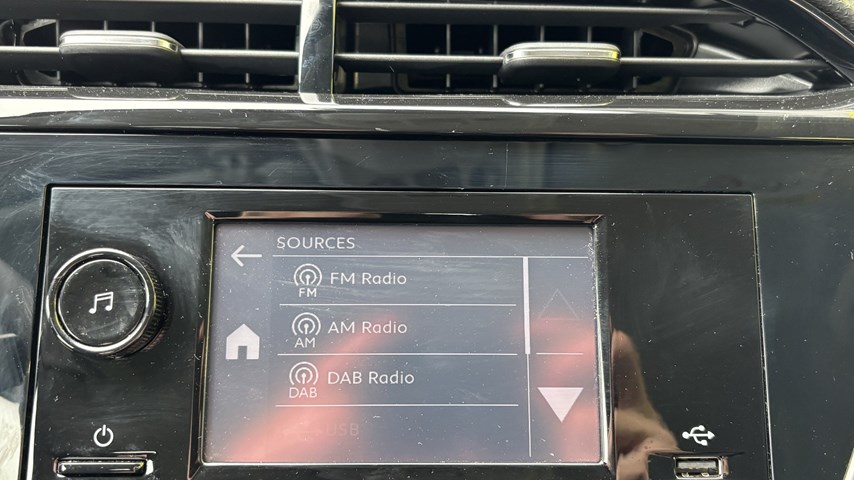 SOURCES
FM FM Radio
AM AM Radio
DAB DAB Radio
USB